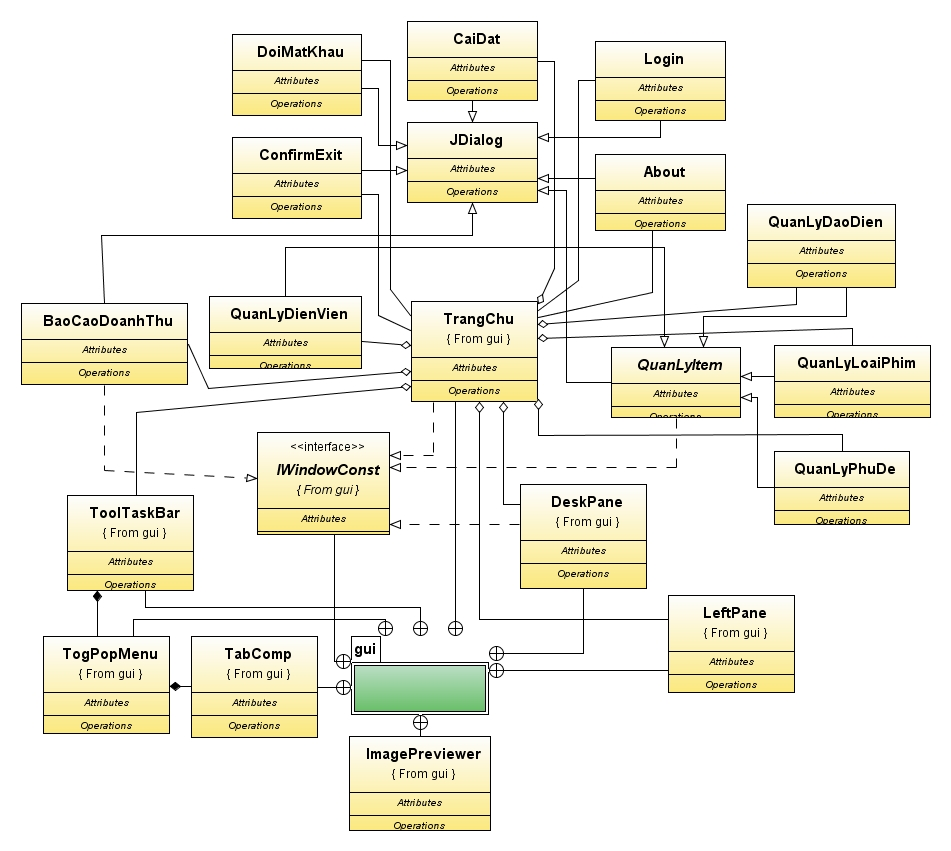 CaiDat
Attributes
Operations
DoiMatKhau
Attributes
Operations
Login
Attributes
Operations
JDialog
Attributes
Operations
ConfirmExit
Attributes
Operations
About
Attributes
Operations
QuanLyDaoDien
Attributes
Operations
QuanLyDienVien
Attributes
Operations
BaoCaoDoanhThu
Attributes
Operations
TrangChu
{ From gui }
Attributes
Operations
QuanLyItem
Attributes
Operations
QuanLyLoaiPhim
Attributes
Operations
<<interface>>
IWindowConst
{ From gui }
Attributes
QuanLyPhuDe
Attributes
Operations
ToolTaskBar
{ From gui }
Attributes
Operations
DeskPane
{ From gui }
Attributes
Operations
LeftPane
{ From gui }
Attributes
Operations
TogPopMenu
{ From gui }
Attributes
Operations
TabComp
{ From gui }
Attributes
Operations
gui
ImagePreviewer
{ From gui }
Attributes
Operations